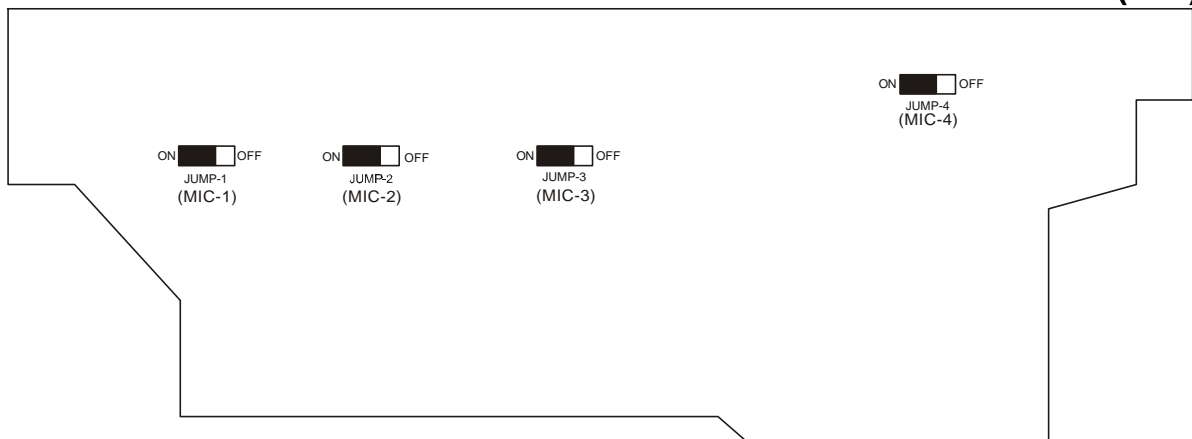 ON OFF
JUMP-4
(MIC-4)
ON OFF
JUMP-1
(MIC-1)
ON OFF
JUMP-2
(MIC-2)
ON OFF
JUMP-3
(MIC-3)